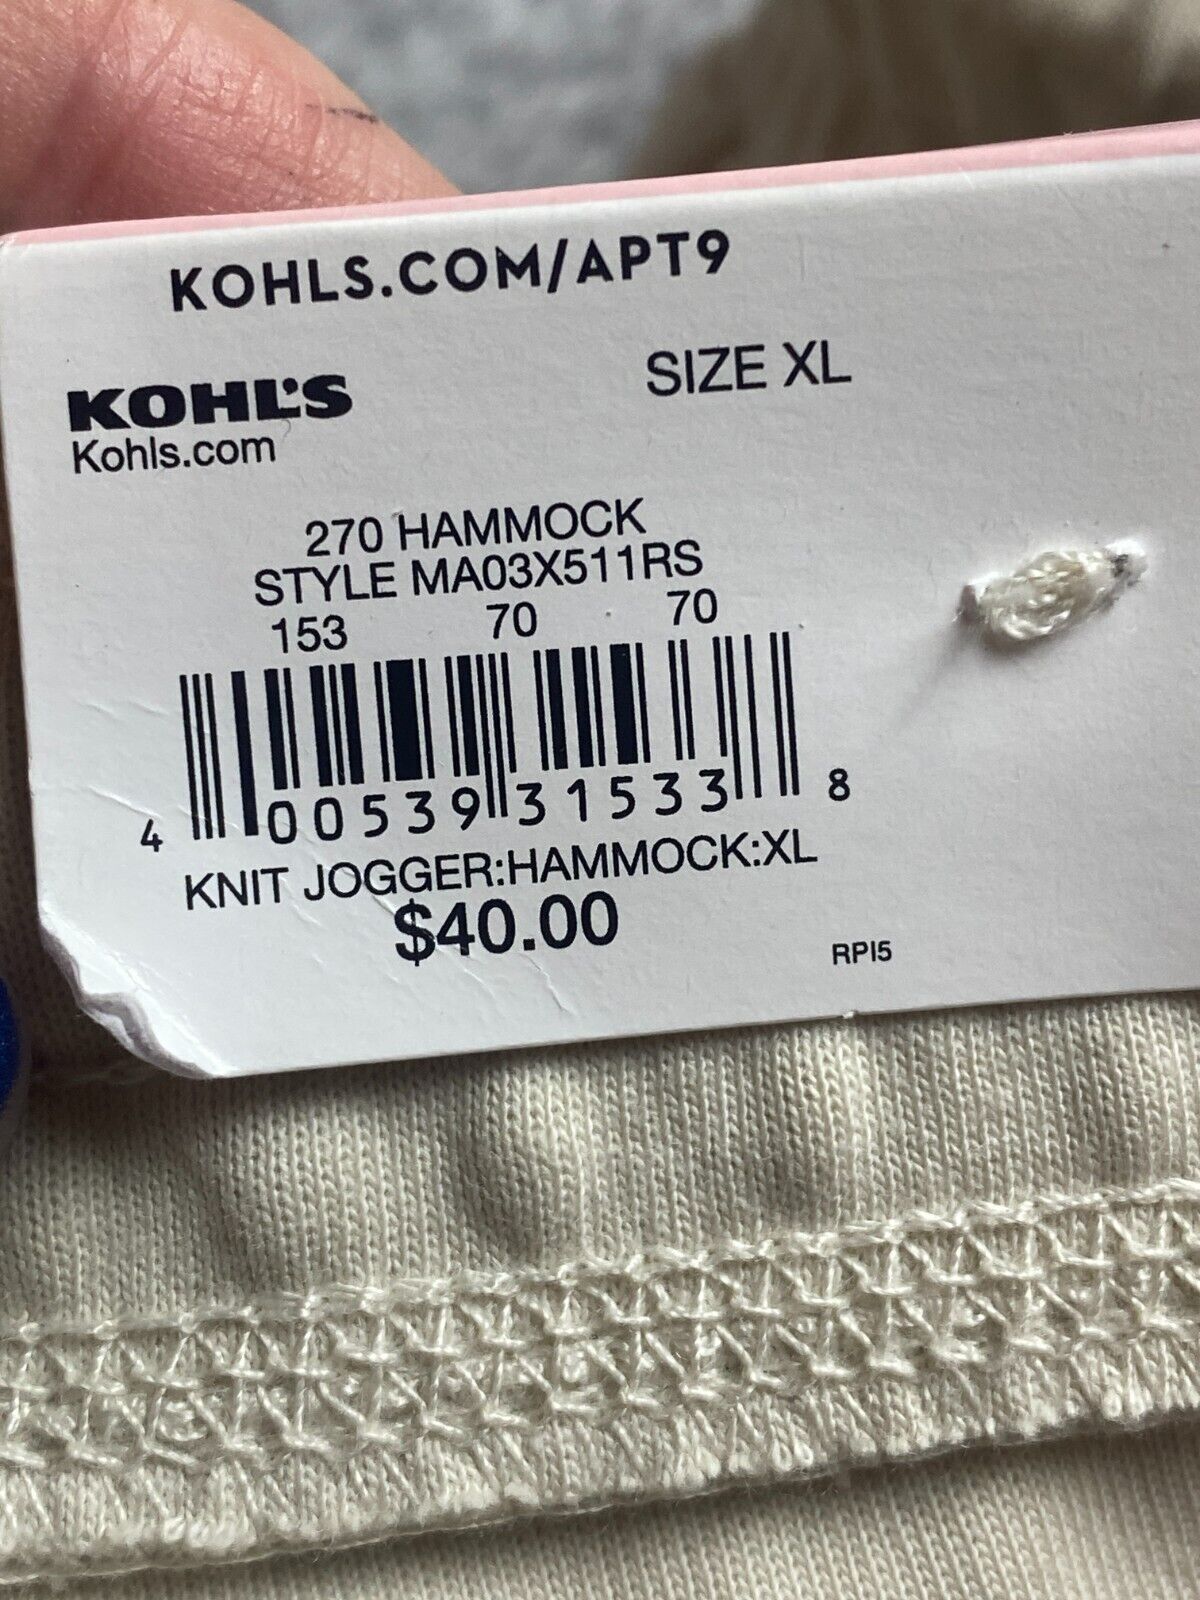 KOHLS.COM/APT9
KOHL'S
SIZE XL
Kohls.com
270 HAMMOCK
STYLE MA03X511RS
153 70 70
4 00539 31533 8
KNIT JOGGER:HAMMOCK:XL
$40.00
RPI5